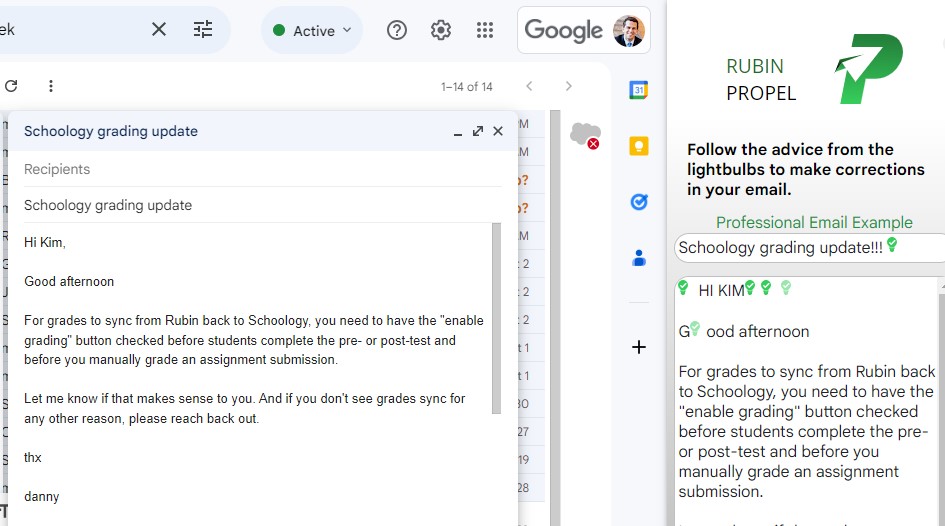 ek
Active
Google
1–14 of 14
31
Schoology grading update
Recipients
Schoology grading update
Hi Kim,
Good afternoon
For grades to sync from Rubin back to Schoology, you need to have the "enable
grading" button checked before students complete the pre- or post-test and
before you manually grade an assignment submission.
Let me know if that makes sense to you. And if you don't see grades sync for
any other reason, please reach back out.
thx
danny
M
M
?
?
M
2
2
2
t 1
t 1
30
27
19
28
RUBIN
PROPEL
Follow the advice from the
lightbulbs to make corrections
in your email.
Professional Email Example
Schoology grading update!!!
HI KIM
Good afternoon
For grades to sync from Rubin back
to Schoology, you need to have the
"enable grading" button checked
before students complete the pre-
or post-test and before you
manually grade an assignment
submission.